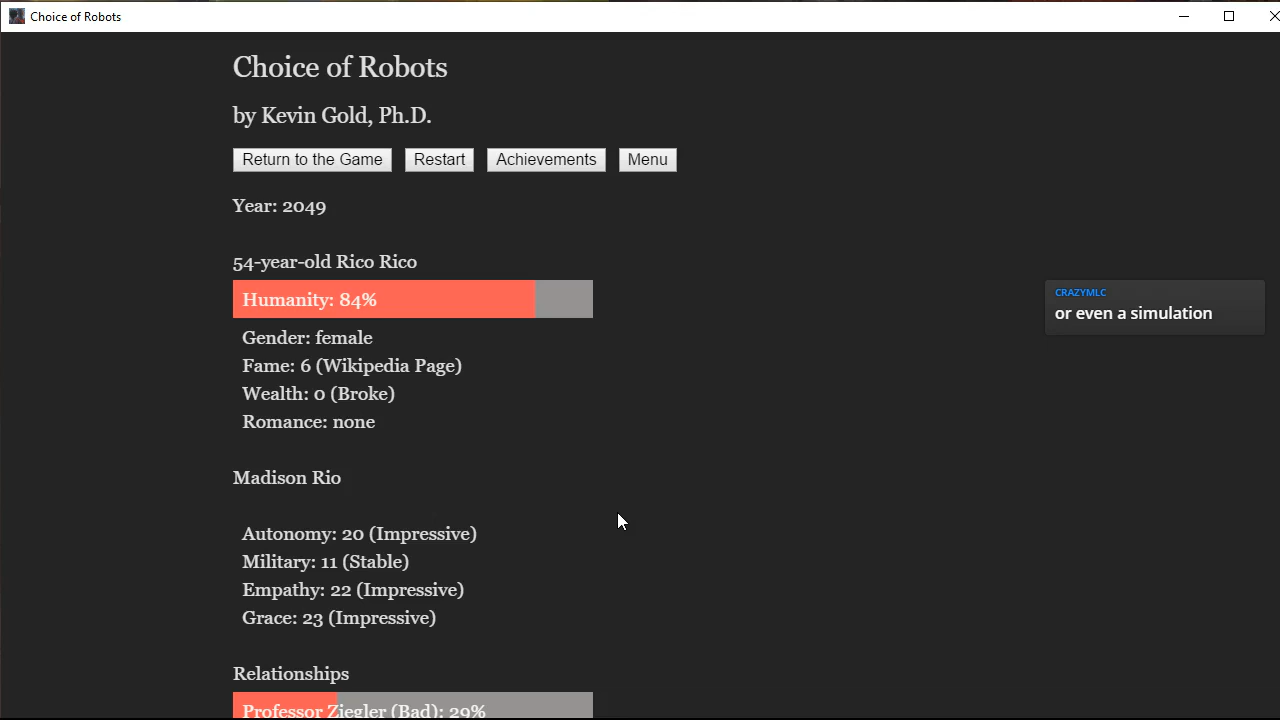 Choice of Robots
Choice of Robots
by Kevin Gold, Ph.D.
Return to the Game Restart Achievements Menu
Year: 2049
54-year-old Rico Rico
Humanity: 84%
Gender: female
Fame: 6 (Wikipedia Page)
Wealth: 0 (Broke)
Romance: none
Madison Rio
Autonomy: 20 (Impressive)
Military: 11 (Stable)
Empathy: 22 (Impressive)
Grace: 23 (Impressive)
Relationships
Professor Ziegler (Bad): 29%
CRAZYMLC
or even a simulation